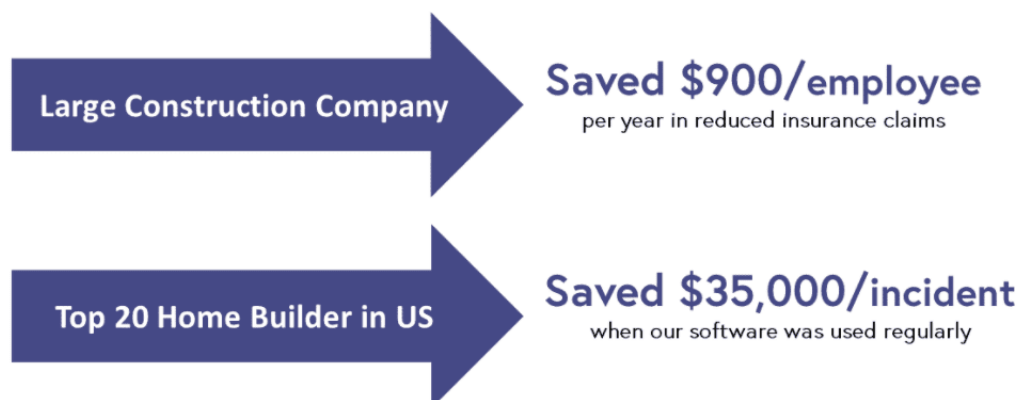 Large Construction Company
Saved $900/employee
per year in reduced insurance claims
Top 20 Home Builder in US
Saved $35,000/incident
when our software was used regularly